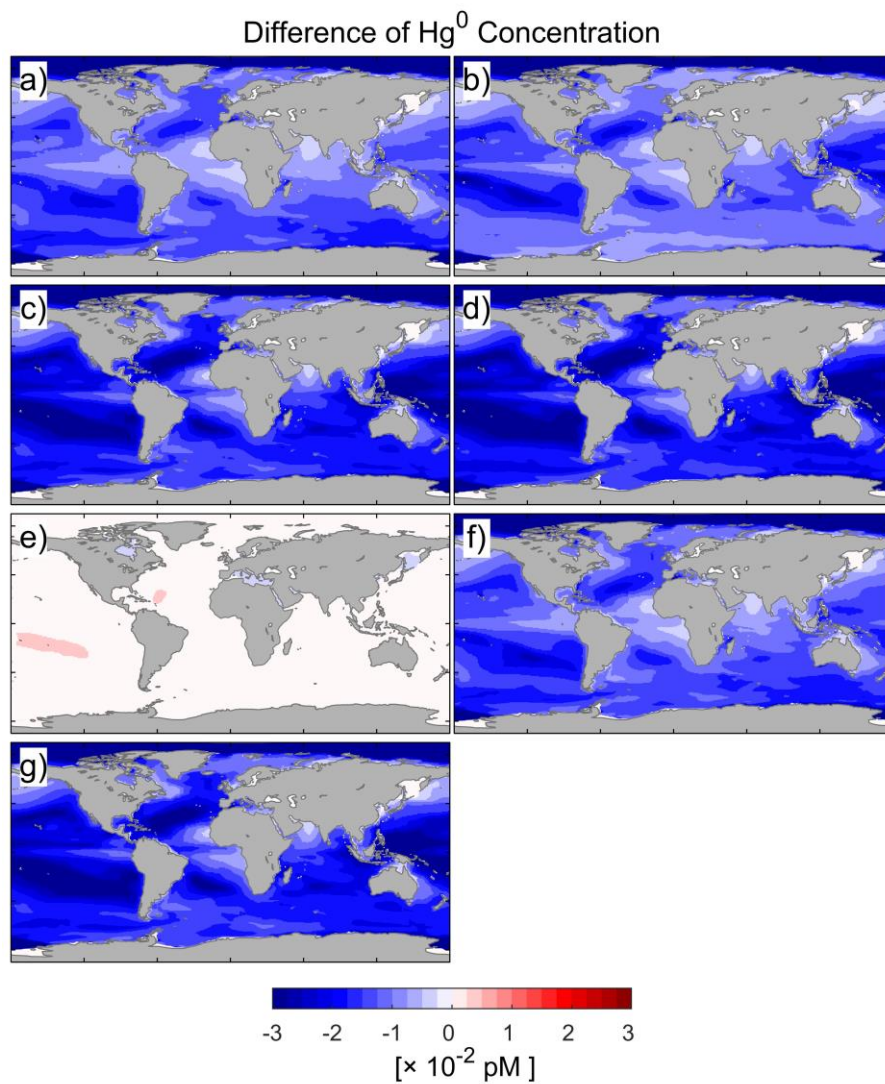 Difference of Hg⁰ Concentration
a) b)
c) d)
e) f)
g)
-3 -2 -1 0 1 2 3
[× 10⁻² pM ]